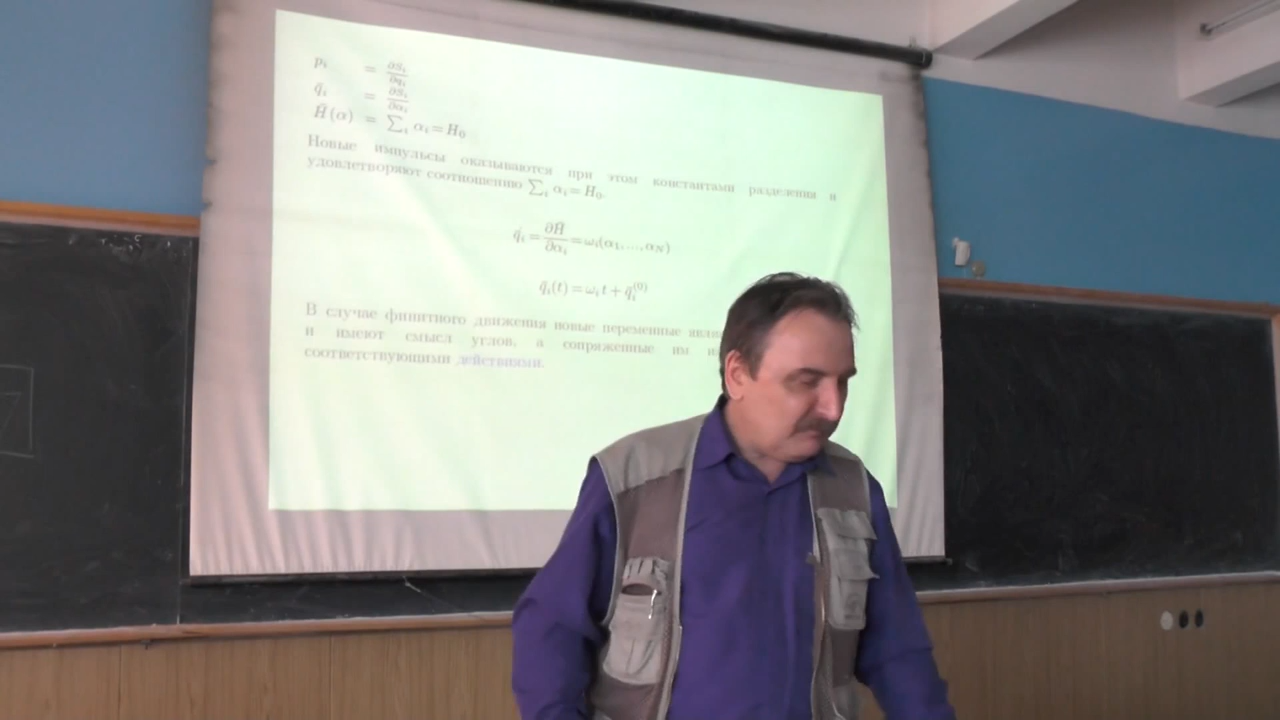 p_i = ∂S_i/∂q_i
q̄_i = ∂S_i/∂α_i
H̄(α) = ∑_i α_i = H_0
Новые импульсы оказываются при этом константами разделения и
удовлетворяют соотношению ∑_i α_i = H_0.
q̄̇_i = ∂H̄/∂α_i = ω_i(α_1, …, α_N)
q̄_i(t) = ω_i t + q̄_i^(0)
В случае финитного движения новые переменные
и имеют смысл углов, а сопряженные им
соответствующими действиями.